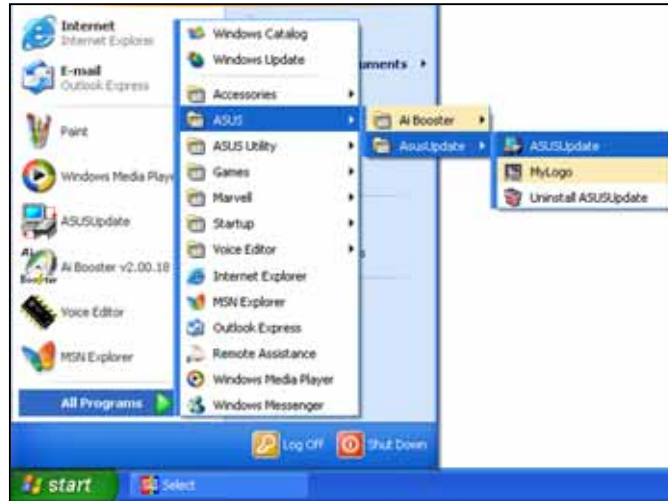 Internet
Internet Explorer
E-mail
Outlook Express
Paint
Windows Media Play
ASUSUpdate
Ai Booster v2.00.18
Voice Editor
MSN Explorer
All Programs
Windows Catalog
Windows Update
Accessories
ASUS
ASUS Utility
Games
Marvell
Startup
Voice Editor
Internet Explorer
MSN Explorer
Outlook Express
Remote Assistance
Windows Media Player
Windows Messenger
uments
s
Ai Booster
AsusUpdate
ASUSUpdate
MyLogo
Uninstall ASUSUpdate
Log Off
Shut Down
start
Select